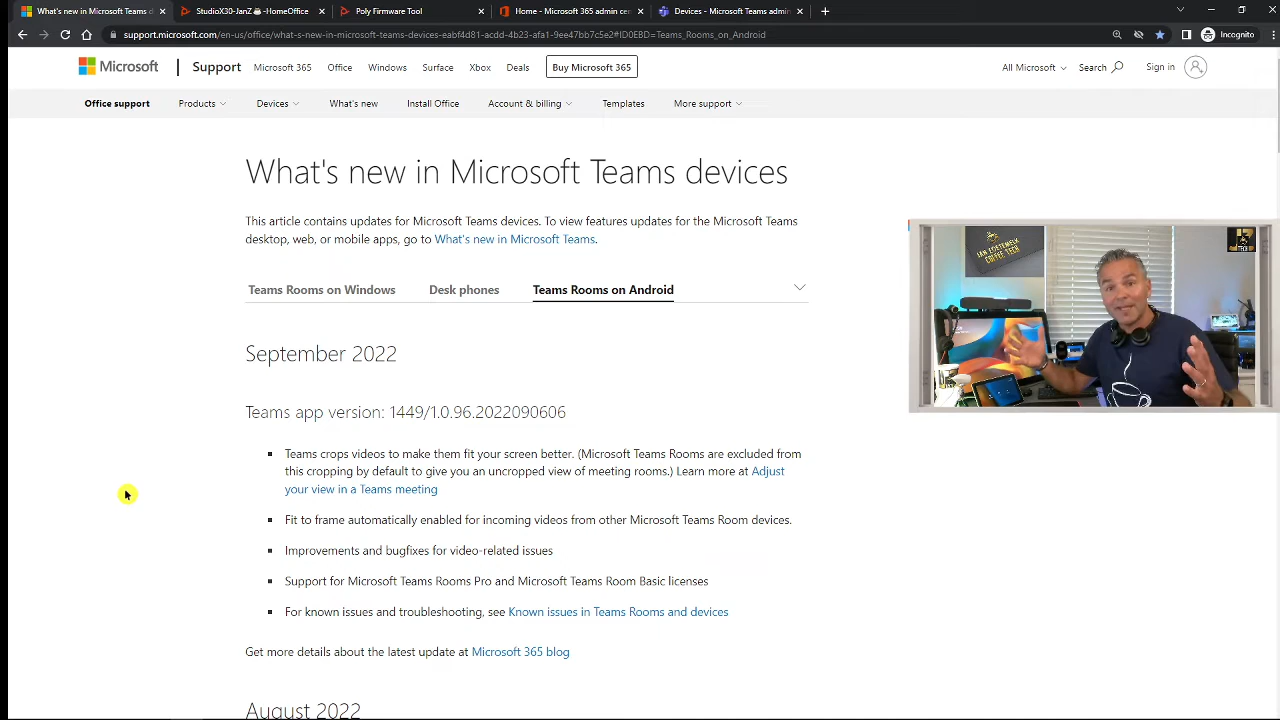 What's new in Microsoft Teams d
StudioX30-JanZ -HomeOffice
Poly Firmware Tool
Home - Microsoft 365 admin cen
Devices - Microsoft Teams admin
support.microsoft.com/en-us/office/what-s-new-in-microsoft-teams-devices-eabf4d81-acdd-4b23-afa1-9ee47bb7c5e2#ID0EBD=Teams_Rooms_on_Android
Incognito
Microsoft
Support
Microsoft 365
Office
Windows
Surface
Xbox
Deals
Buy Microsoft 365
All Microsoft
Search
Sign in
Office support
Products
Devices
What's new
Install Office
Account & billing
Templates
More support
What's new in Microsoft Teams devices
This article contains updates for Microsoft Teams devices. To view features updates for the Microsoft Teams
desktop, web, or mobile apps, go to What's new in Microsoft Teams.
Teams Rooms on Windows
Desk phones
Teams Rooms on Android
September 2022
Teams app version: 1449/1.0.96.2022090606
Teams crops videos to make them fit your screen better. (Microsoft Teams Rooms are excluded from
this cropping by default to give you an uncropped view of meeting rooms.) Learn more at Adjust
your view in a Teams meeting
Fit to frame automatically enabled for incoming videos from other Microsoft Teams Room devices.
Improvements and bugfixes for video-related issues
Support for Microsoft Teams Rooms Pro and Microsoft Teams Room Basic licenses
For known issues and troubleshooting, see Known issues in Teams Rooms and devices
Get more details about the latest update at Microsoft 365 blog
August 2022